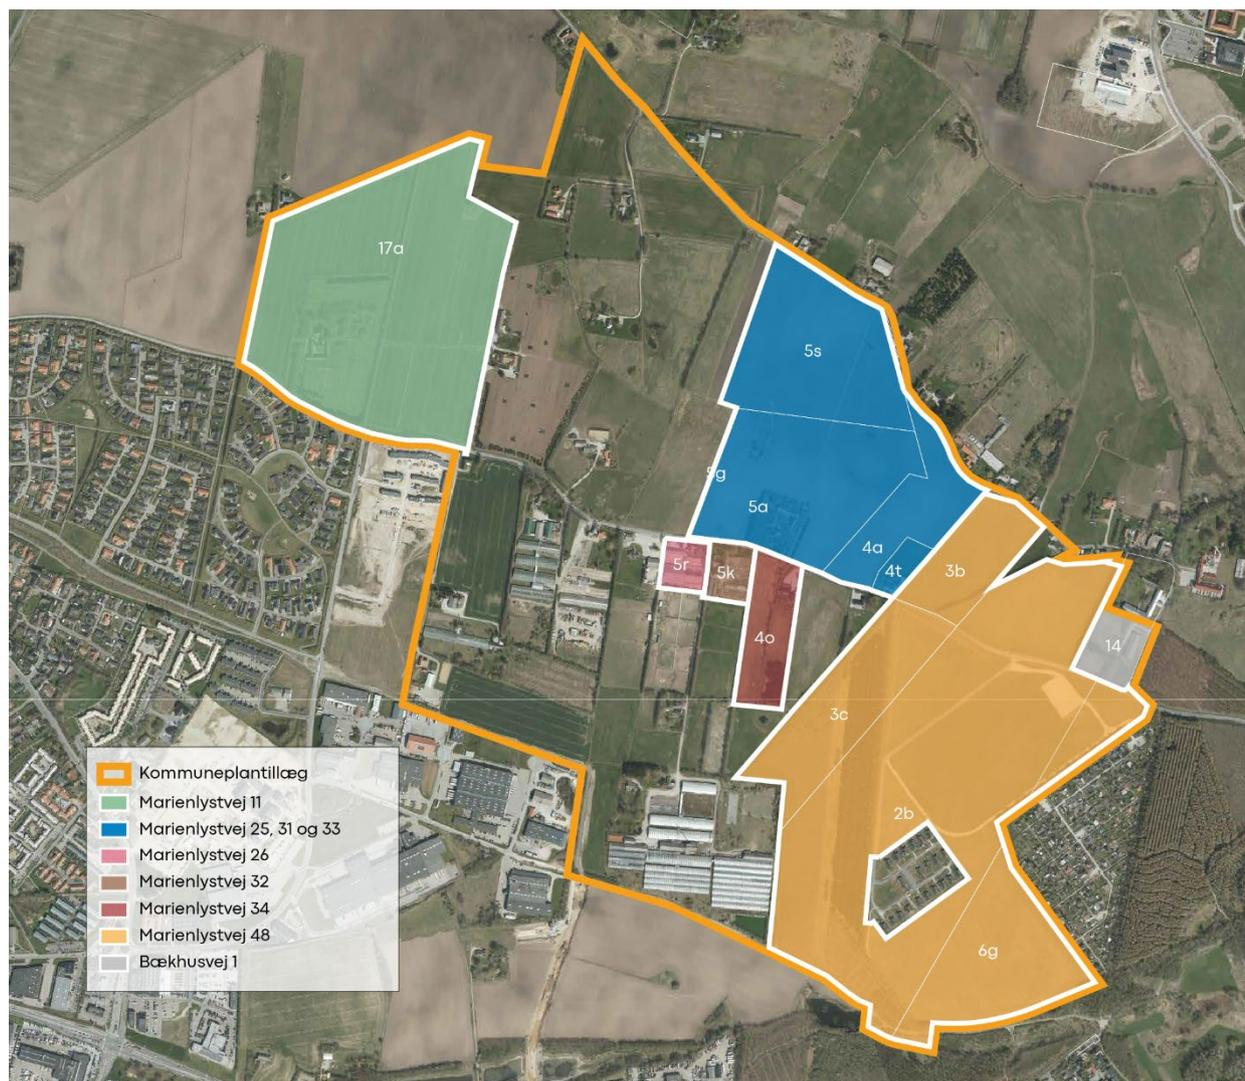 17a
5s
5g
5a
4a
4t
5r
5k
3b
4o
14
3c
2b
6g
Kommuneplantillæg
Marienlystvej 11
Marienlystvej 25, 31 og 33
Marienlystvej 26
Marienlystvej 32
Marienlystvej 34
Marienlystvej 48
Bækhusvej 1